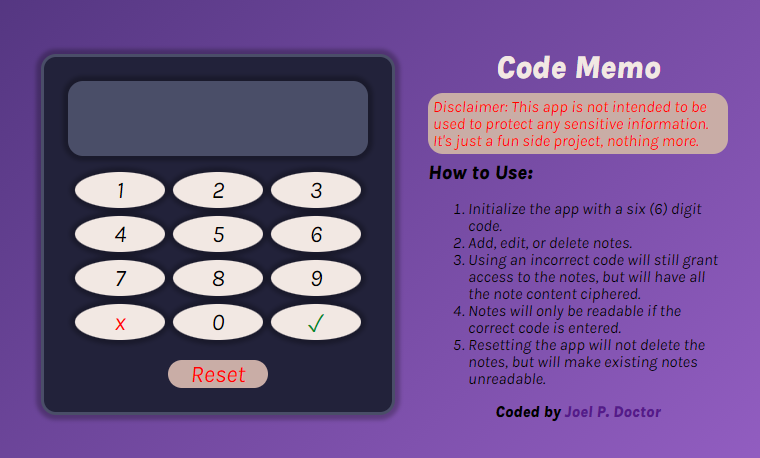 1 2 3
4 5 6
7 8 9
x 0 ✓
Reset
Code Memo
Disclaimer: This app is not intended to be
used to protect any sensitive information.
It's just a fun side project, nothing more.
How to Use:
1. Initialize the app with a six (6) digit
code.
2. Add, edit, or delete notes.
3. Using an incorrect code will still grant
access to the notes, but will have all
the note content ciphered.
4. Notes will only be readable if the
correct code is entered.
5. Resetting the app will not delete the
notes, but will make existing notes
unreadable.
Coded by Joel P. Doctor